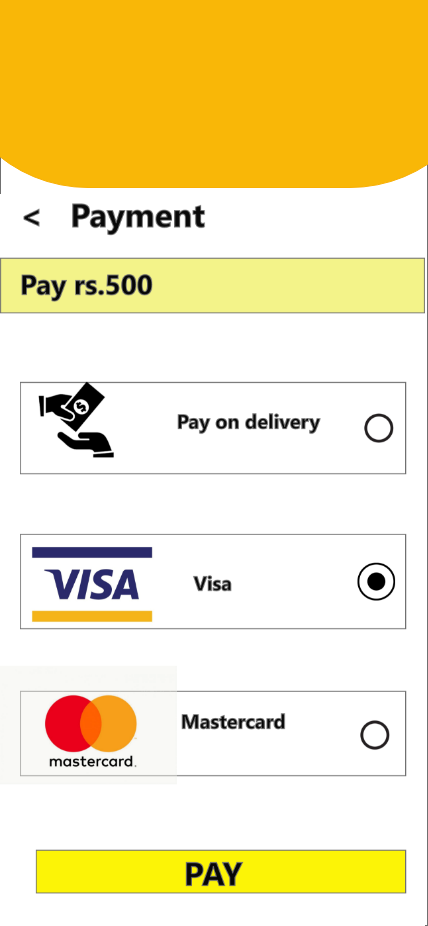 < Payment
Pay rs.500
Pay on delivery
VISA
Visa
Mastercard
mastercard.
PAY